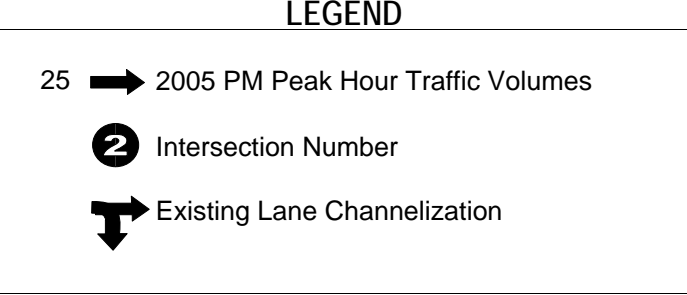 LEGEND
25 2005 PM Peak Hour Traffic Volumes
2 Intersection Number
Existing Lane Channelization